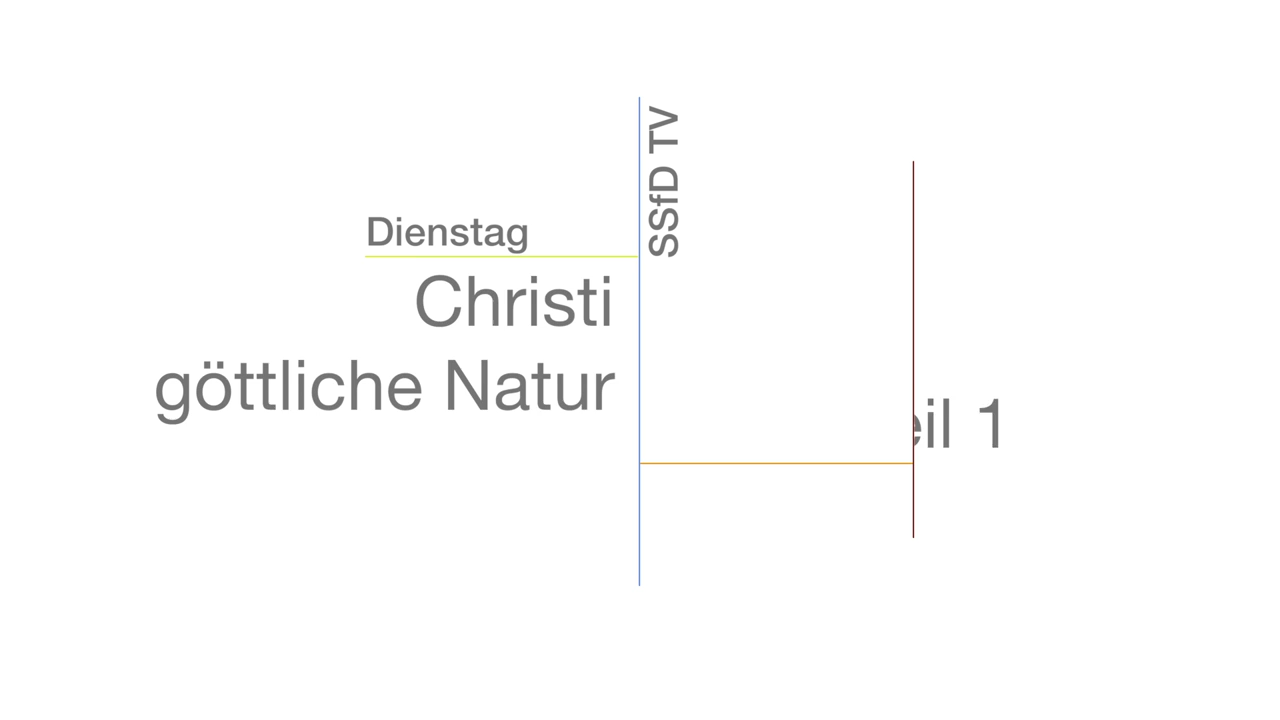 Dienstag
Christi
göttliche Natur
SSfD TV
eil 1